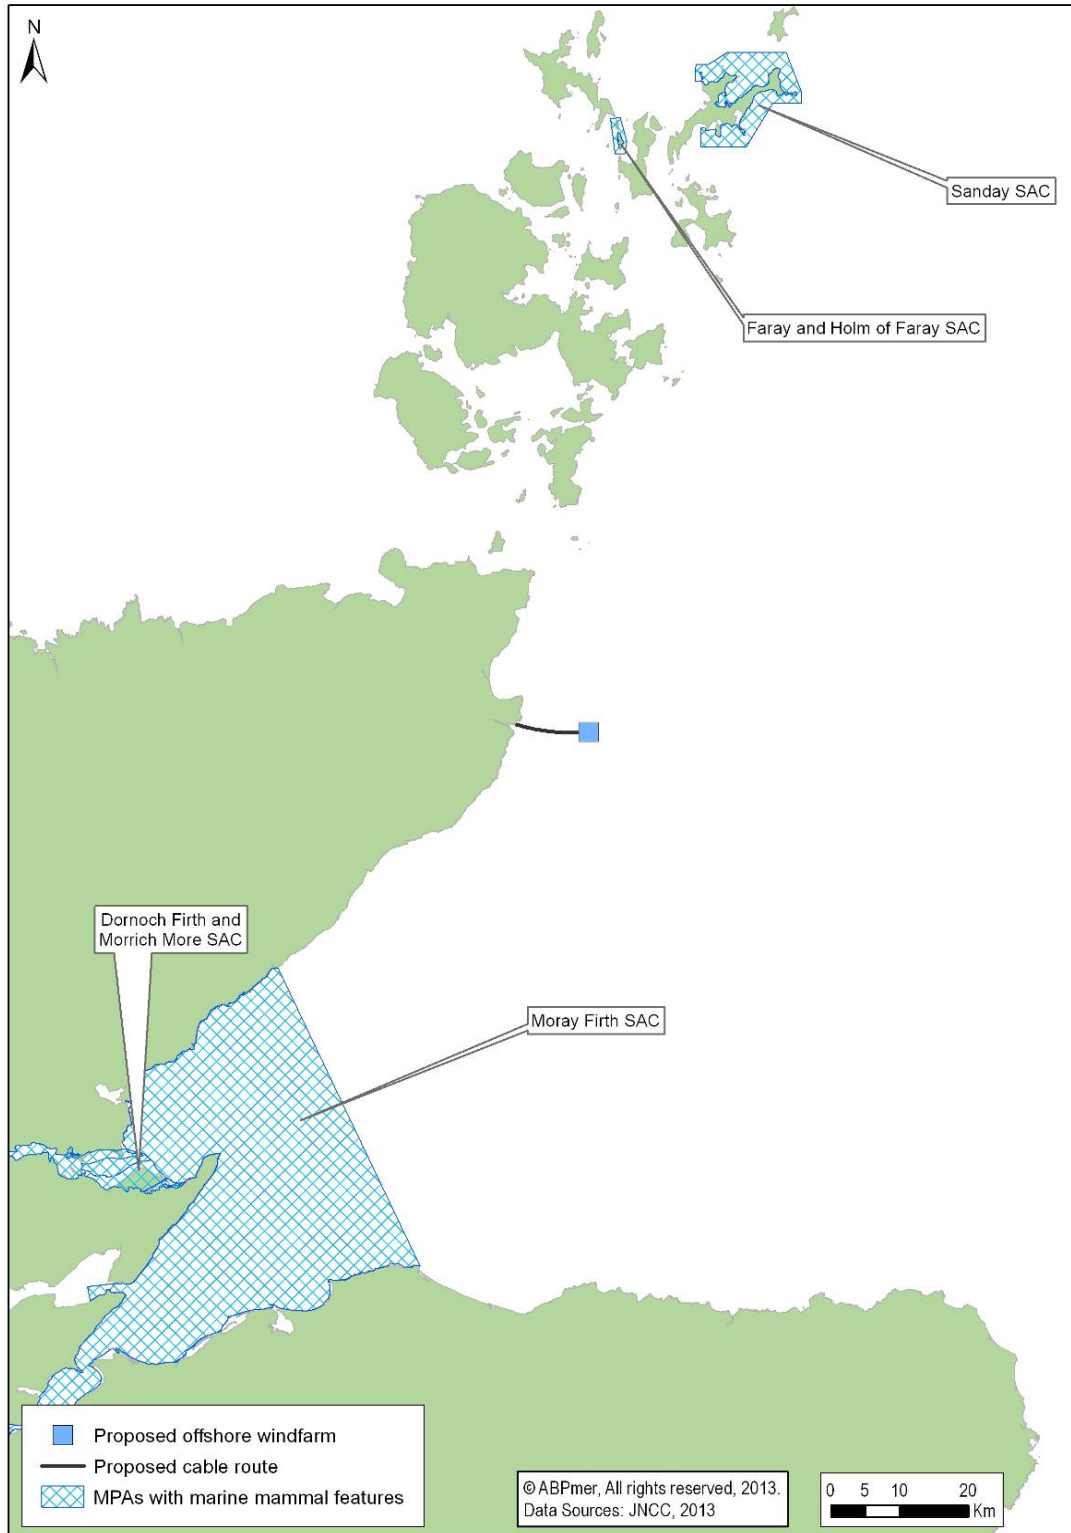 N
Sanday SAC
Faray and Holm of Faray SAC
Dornoch Firth and
Morrich More SAC
Moray Firth SAC
Proposed offshore windfarm
Proposed cable route
MPAs with marine mammal features
© ABPmer, All rights reserved, 2013.
Data Sources: JNCC, 2013
0 5 10 20
Km